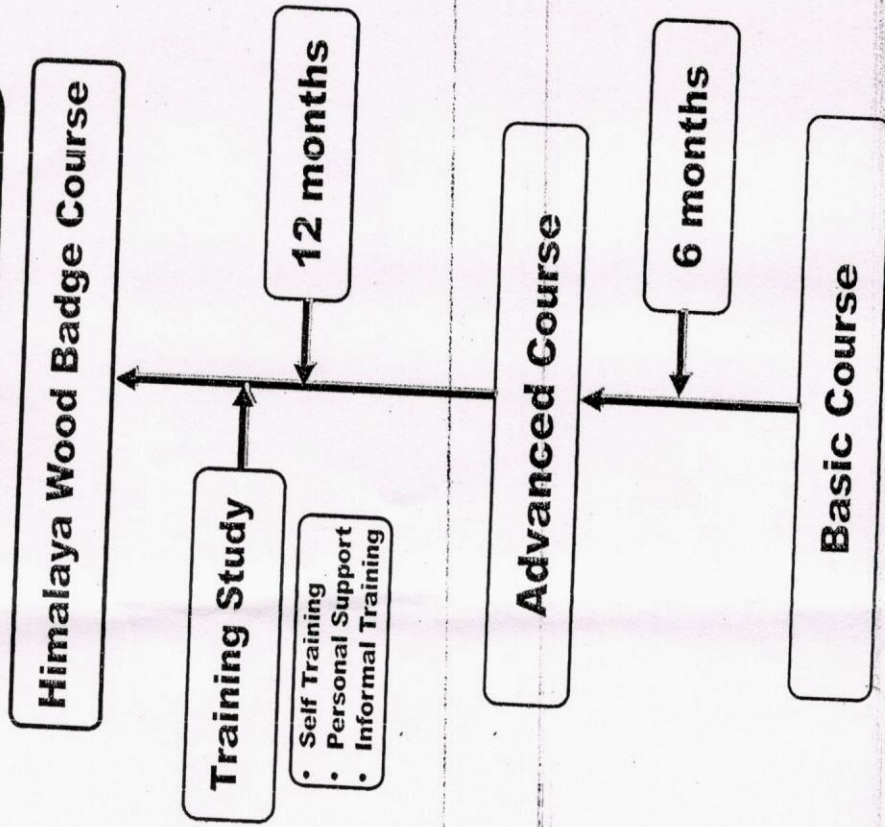 Himalaya Wood Badge Course
12 months
Training Study
• Self Training
• Personal Support
• Informal Training
Advanced Course
6 months
Basic Course